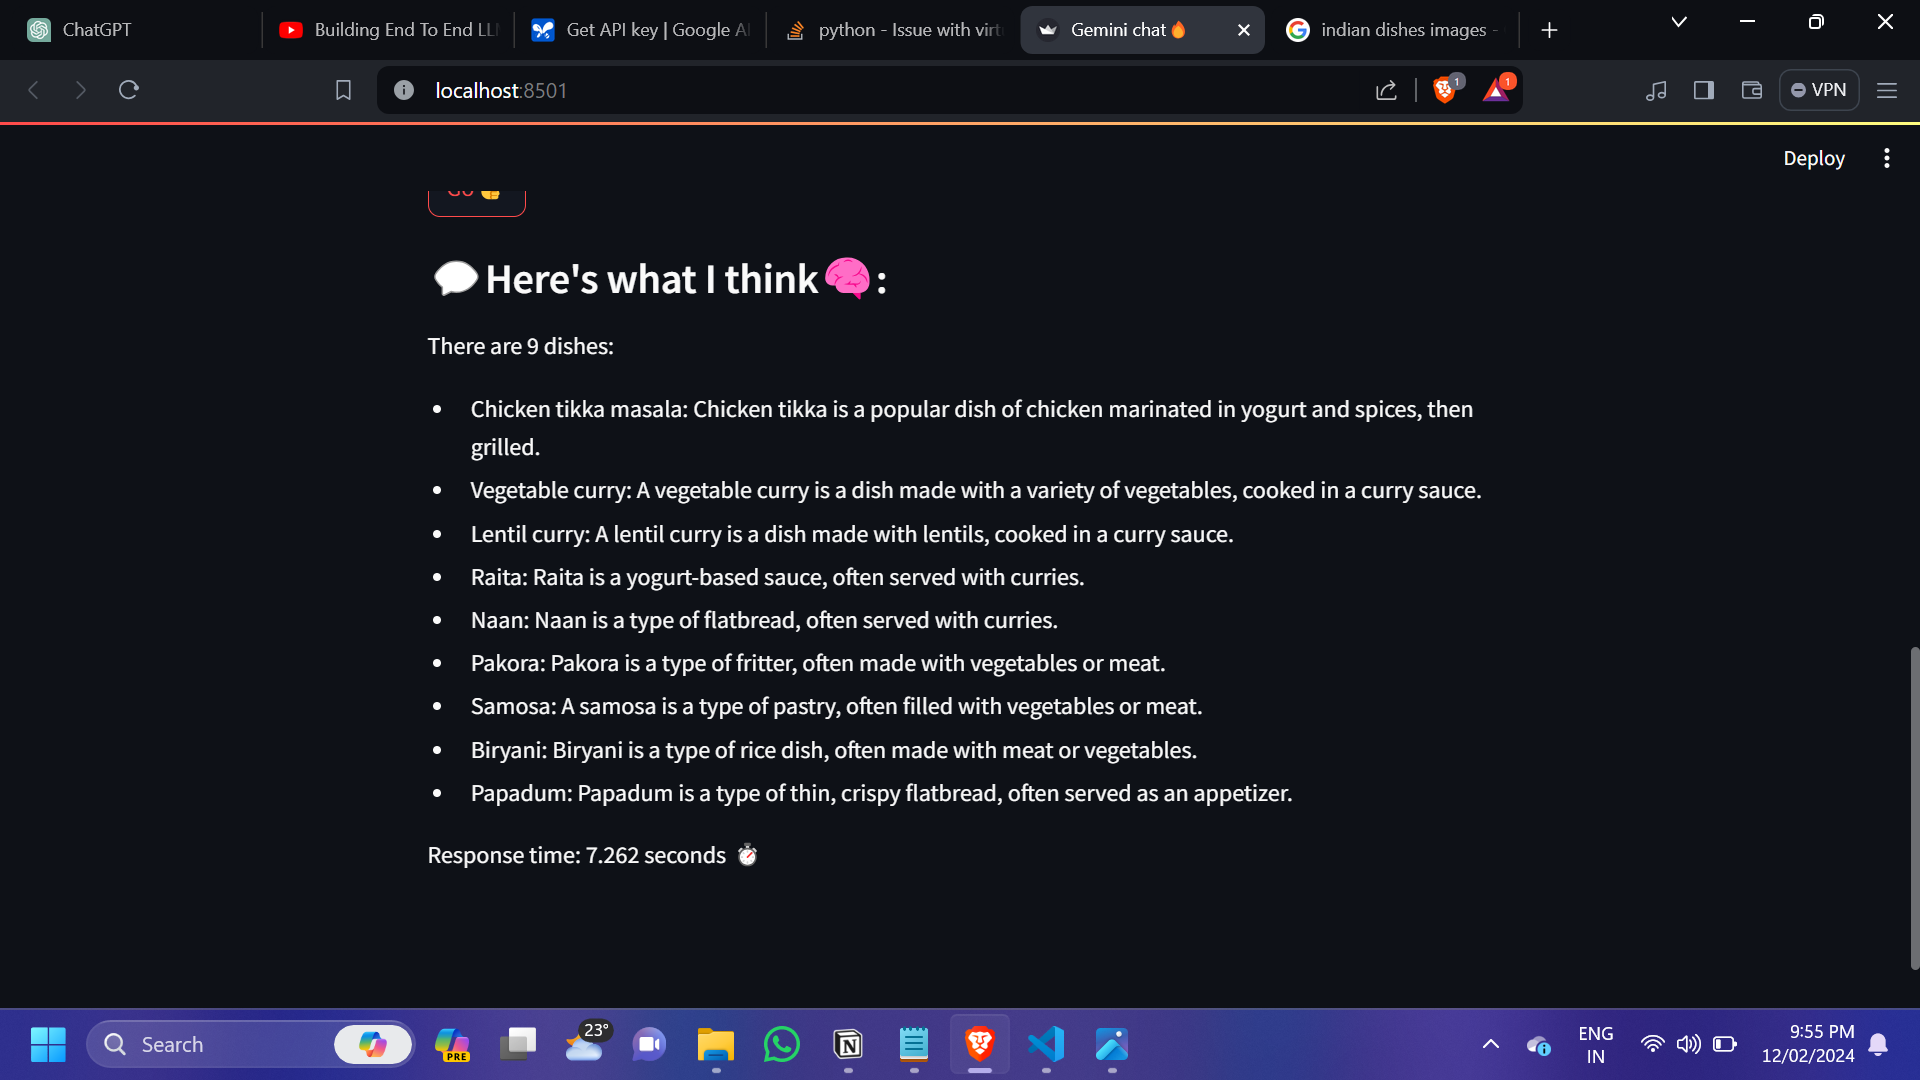 ChatGPT
Building End To End LL
Get API key | Google A
python - Issue with virt
Gemini chat🔥
indian dishes images -
localhost:8501
1
1
VPN
Deploy
Go 👍
💬Here's what I think🧠:
There are 9 dishes:
• Chicken tikka masala: Chicken tikka is a popular dish of chicken marinated in yogurt and spices, then
grilled.
• Vegetable curry: A vegetable curry is a dish made with a variety of vegetables, cooked in a curry sauce.
• Lentil curry: A lentil curry is a dish made with lentils, cooked in a curry sauce.
• Raita: Raita is a yogurt-based sauce, often served with curries.
• Naan: Naan is a type of flatbread, often served with curries.
• Pakora: Pakora is a type of fritter, often made with vegetables or meat.
• Samosa: A samosa is a type of pastry, often filled with vegetables or meat.
• Biryani: Biryani is a type of rice dish, often made with meat or vegetables.
• Papadum: Papadum is a type of thin, crispy flatbread, often served as an appetizer.
Response time: 7.262 seconds ⏱
Search
PRE
23°
ENG
IN
9:55 PM
12/02/2024